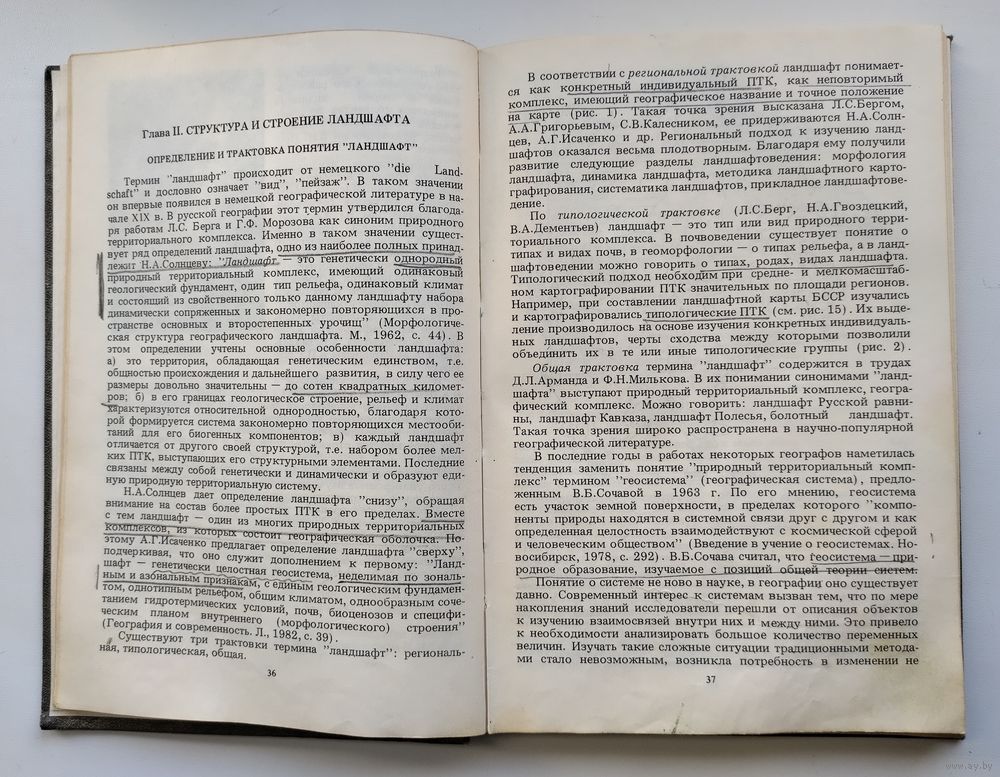 Глава II. СТРУКТУРА И СТРОЕНИЕ ЛАНДШАФТА
ОПРЕДЕЛЕНИЕ И ТРАКТОВКА ПОНЯТИЯ "ЛАНДШАФТ"
Термин "ландшафт" происходит от немецкого "die Land-
schaft" и дословно означает "вид", "пейзаж". В таком значении
он впервые появился в немецкой географической литературе в на-
чале XIX в. В русской географии этот термин утвердился благода-
ря работам Л.С. Берга и Г.Ф. Морозова как синоним природного
территориального комплекса. Именно в таком значении сущест-
вует ряд определений ландшафта, одно из наиболее полных принад-
лежит Н.А.Солнцеву: "Ландшафт — это генетически однородный
природный территориальный комплекс, имеющий одинаковый
геологический фундамент, один тип рельефа, одинаковый климат
и состоящий из свойственного только данному ландшафту набора
динамически сопряженных и закономерно повторяющихся в про-
странстве основных и второстепенных урочищ" (Морфологиче-
ская структура географического ландшафта. М., 1962, с. 44). В
этом определении учтены основные особенности ландшафта:
а) это территория, обладающая генетическим единством, т.е.
общностью происхождения и дальнейшего развития, в силу чего ее
размеры довольно значительны — до сотен квадратных километ-
ров; б) в его границах геологическое строение, рельеф и климат
характеризуются относительной однородностью, благодаря кото-
рой формируется система закономерно повторяющихся местообита-
ний для его биогенных компонентов; в) каждый ландшафт
отличается от другого своей структурой, т.е. набором более мел-
ких ПТК, выступающих его структурными элементами. Последние
связаны между собой генетически и динамически и образуют еди-
ную природную территориальную систему.
Н.А.Солнцев дает определение ландшафта "снизу", обращая
внимание на состав более простых ПТК в его пределах. Вместе
с тем ландшафт — один из многих природных территориальных
комплексов, из которых состоит географическая оболочка. По-
этому А.Г.Исаченко предлагает определение ландшафта "сверху",
подчеркивая, что оно служит дополнением к первому: "Ланд-
шафт — генетически целостная геосистема, неделимая по зональ-
ным и азональным признакам, с единым геологическим фундамен-
том, однотипным рельефом, общим климатом, однообразным соче-
танием гидротермических условий, почв, биоценозов и специфи-
ческим планом внутреннего (морфологического) строения"
(География и современность. Л., 1982, с. 39).
Существуют три трактовки термина "ландшафт": региональ-
ная, типологическая, общая.
36
В соответствии с региональной трактовкой ландшафт понимает-
ся как конкретный индивидуальный ПТК, как неповторимый
комплекс, имеющий географическое название и точное положение
на карте (рис. 1). Такая точка зрения высказана Л.С.Бергом,
А.А.Григорьевым, С.В.Калесником, ее придерживаются Н.А.Солн-
цев, А.Г.Исаченко и др. Региональный подход к изучению ланд-
шафтов оказался весьма плодотворным. Благодаря ему получили
развитие следующие разделы ландшафтоведения: морфология
ландшафта, динамика ландшафта, методика ландшафтного карто-
графирования, систематика ландшафтов, прикладное ландшафтове-
дение.
По типологической трактовке (Л.С.Берг, Н.А.Гвоздецкий,
В.А.Дементьев) ландшафт — это тип или вид природного терри-
ториального комплекса. В почвоведении существует понятие о
типах и видах почв, в геоморфологии — о типах рельефа, а в ланд-
шафтоведении можно говорить о типах, родах, видах ландшафта.
Типологический подход необходим при средне- и мелкомасштаб-
ном картографировании ПТК значительных по площади регионов.
Например, при составлении ландшафтной карты БССР изучались
и картографировались типологические ПТК (см. рис. 15). Их выде-
ление производилось на основе изучения конкретных индивидуаль-
ных ландшафтов, черты сходства между которыми позволили
объединить их в те или иные типологические группы (рис. 2).
Общая трактовка термина "ландшафт" содержится в трудах
Д.Л.Арманда и Ф.Н.Милькова. В их понимании синонимами "ланд-
шафта" выступают природный территориальный комплекс, геогра-
фический комплекс. Можно говорить: ландшафт Русской равни-
ны, ландшафт Кавказа, ландшафт Полесья, болотный ландшафт.
Такая точка зрения широко распространена в научно-популярной
географической литературе.
В последние годы в работах некоторых географов наметилась
тенденция заменить понятие "природный территориальный комп-
лекс" термином "геосистема" (географическая система), предло-
женным В.Б.Сочавой в 1963 г. По его мнению, геосистема
есть участок земной поверхности, в пределах которого "компо-
ненты природы находятся в системной связи друг с другом и как
определенная целостность взаимодействуют с космической сферой
и человеческим обществом" (Введение в учение о геосистемах. Но-
восибирск, 1978, с. 292). В.Б.Сочава считал, что геосистема — при-
родное образование, изучаемое с позиций общей теории систем.
Понятие о системе не ново в науке, в географии оно существует
давно. Современный интерес к системам вызван тем, что по мере
накопления знаний исследователи перешли от описания объектов
к изучению взаимосвязей внутри них и между ними. Это привело
к необходимости анализировать большое количество переменных
величин. Изучать такие сложные ситуации традиционными метода-
ми стало невозможным, возникла потребность в изменении не
37
www.ay.by